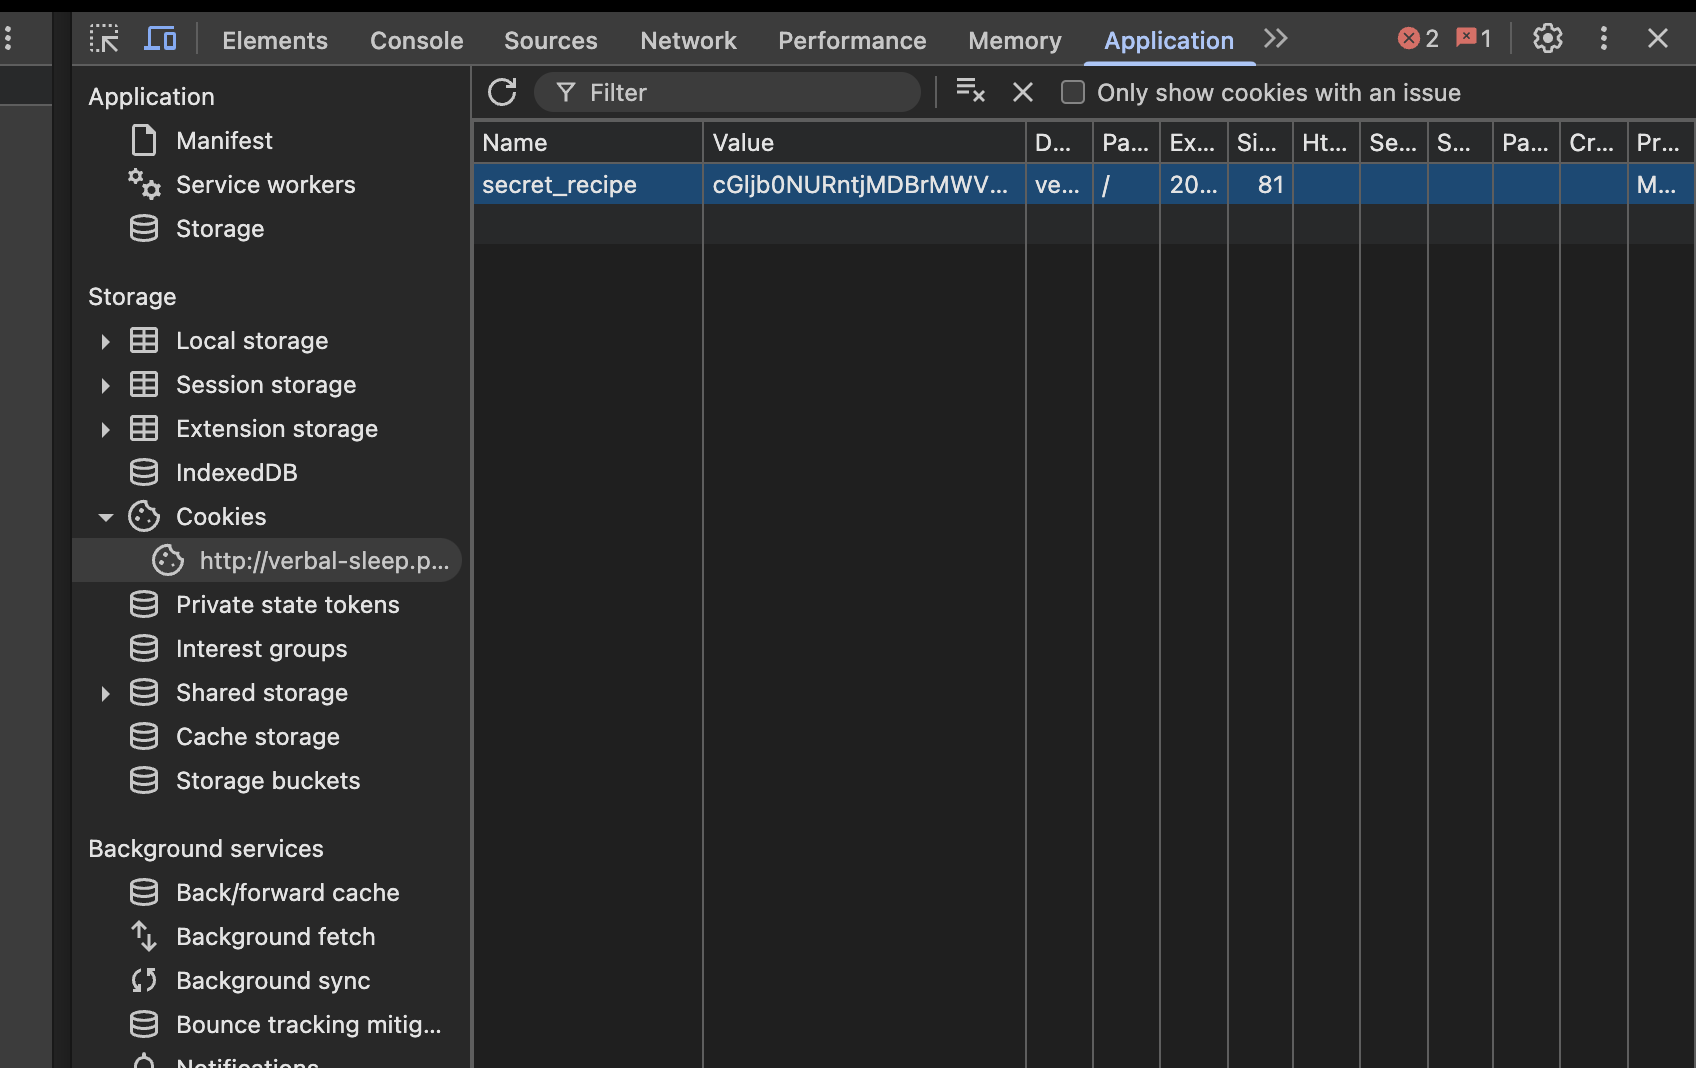 Elements Console Sources Network Performance Memory Application 2 1
Application
Manifest
Service workers
Storage
Storage
Local storage
Session storage
Extension storage
IndexedDB
Cookies
http://verbal-sleep.p...
Private state tokens
Interest groups
Shared storage
Cache storage
Storage buckets
Background services
Back/forward cache
Background fetch
Background sync
Bounce tracking mitig...
Notifications
Filter Only show cookies with an issue
Name Value D... Pa... Ex... Si... Ht... Se... S... Pa... Cr... Pr...
secret_recipe cGljb0NURntjMDBrMWV... ve... / 20... 81 M...